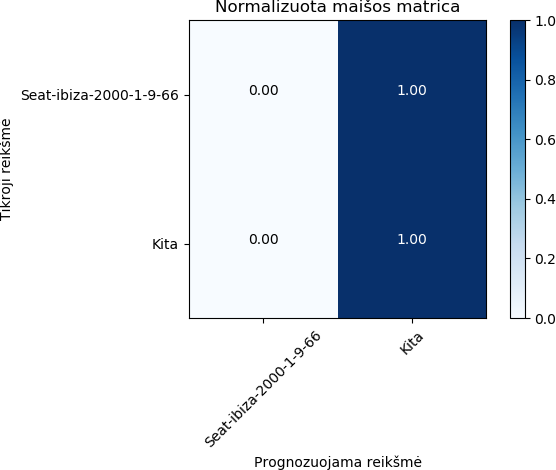 Normalizuota maišos matrica
Tikroji reikšmė
Seat-ibiza-2000-1-9-66
Kita
0.00
1.00
0.00
1.00
1.0
0.8
0.6
0.4
0.2
0.0
Seat-ibiza-2000-1-9-66
Kita
Prognozuojama reikšmė